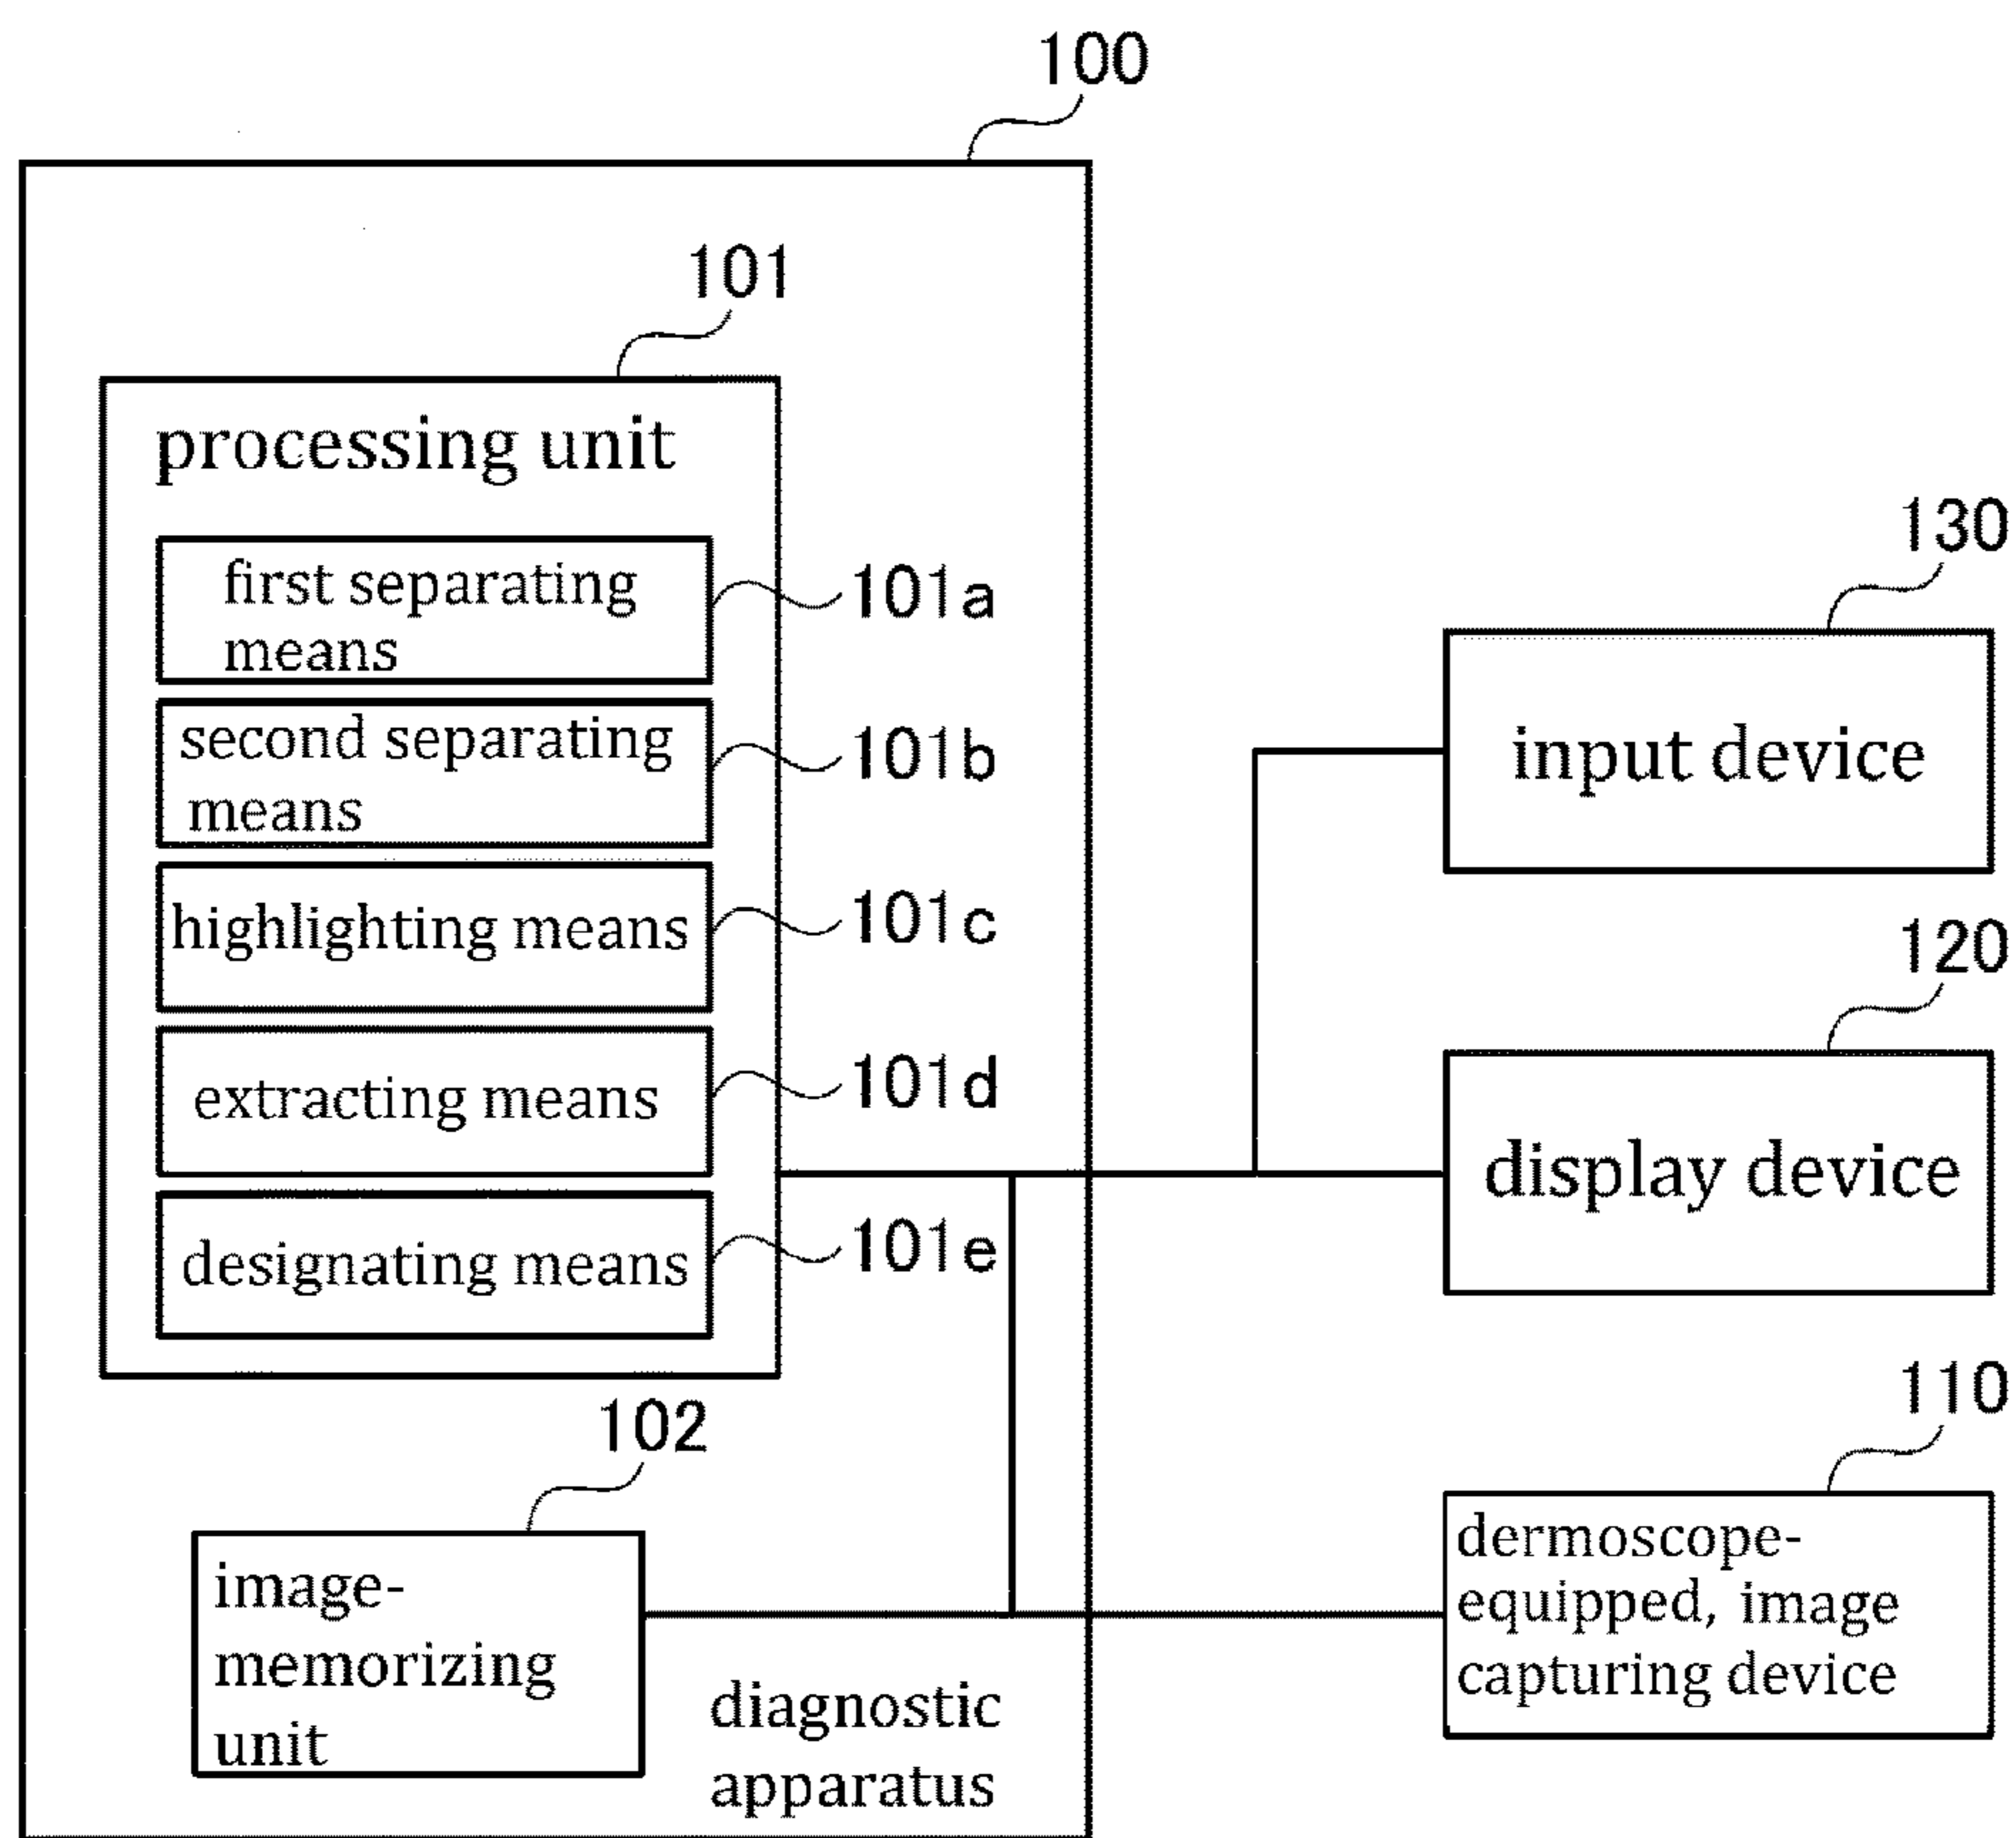 100
101
processing unit
first separating
means
101a
second separating
means
101b
highlighting means
101c
extracting means
101d
designating means
101e
102
image-
memorizing
unit
diagnostic
apparatus
130
input device
120
display device
110
dermoscope-
equipped, image
capturing device